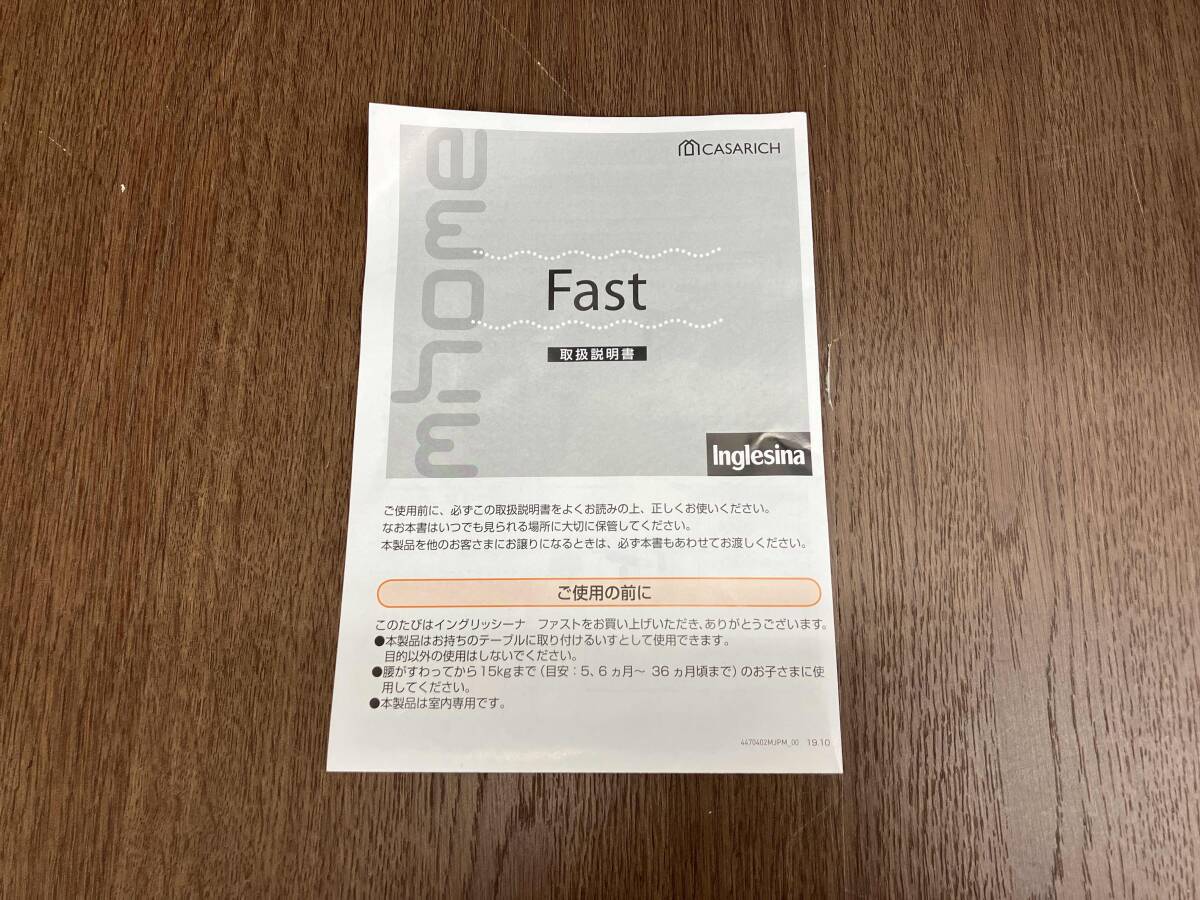 CASARICH
mihome
Fast
取扱説明書
Inglesina
ご使用前に、必ずこの取扱説明書をよくお読みの上、正しくお使いください。
なお本書はいつでも見られる場所に大切に保管してください。
本製品を他のお客さまにお譲りになるときは、必ず本書もあわせてお渡しください。
ご使用の前に
このたびはイングリッシーナ　ファストをお買い上げいただき、ありがとうございます。
●本製品はお持ちのテーブルに取り付けるいすとして使用できます。
目的以外の使用はしないでください。
●腰がすわってから15kgまで（目安：5、6ヵ月～ 36ヵ月頃まで）のお子さまに使
用してください。
●本製品は室内専用です。
4470402MJPM_00 19.10